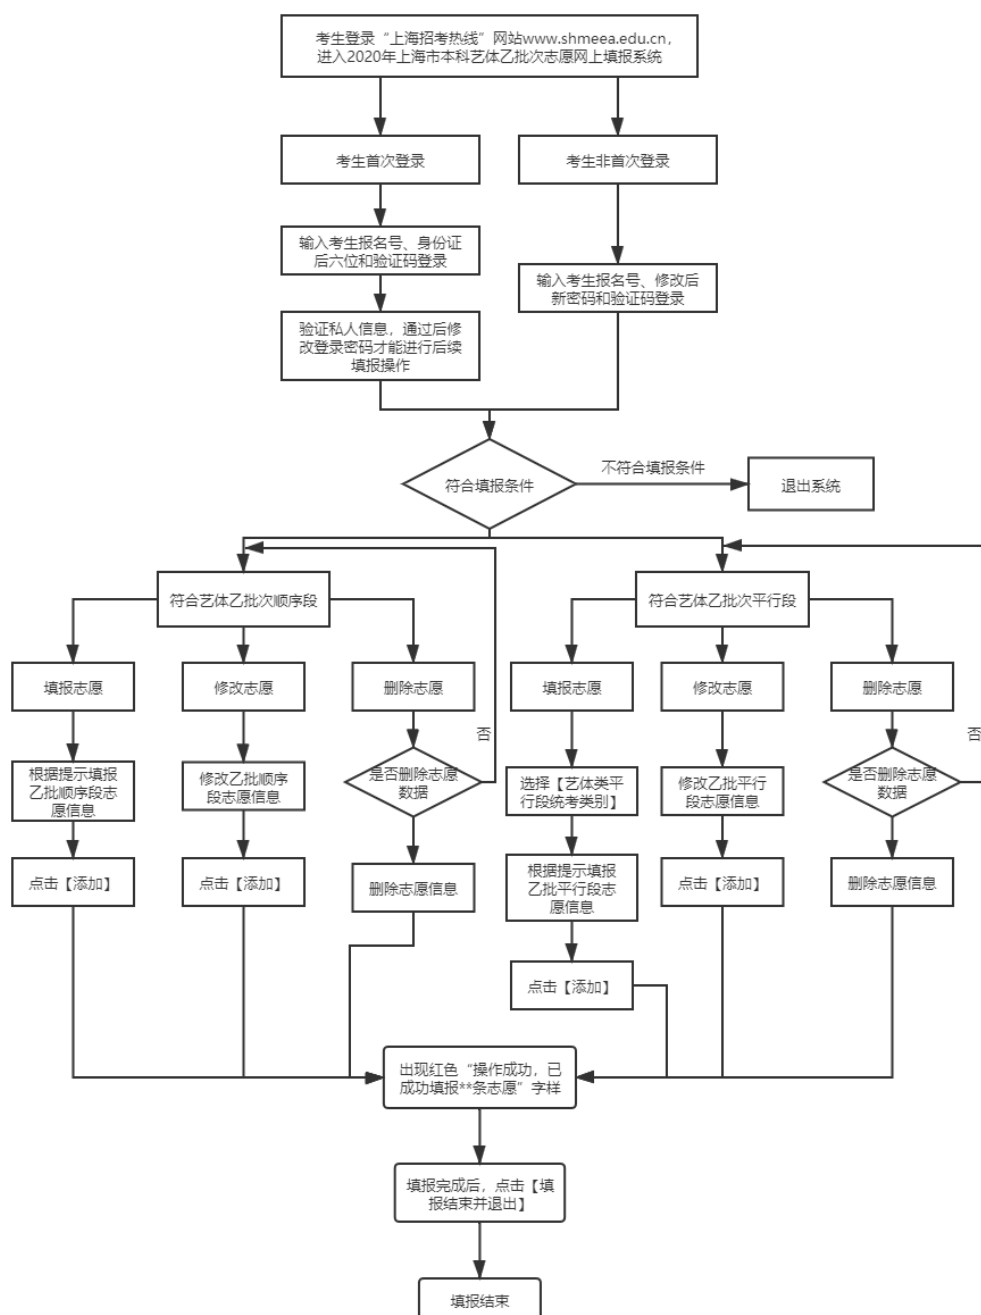 考生登录“上海招考热线”网站www.shmeea.edu.cn，
进入2020年上海市本科艺体乙批次志愿网上填报系统
考生首次登录
考生非首次登录
输入考生报名号、身份证
后六位和验证码登录
输入考生报名号、修改后
新密码和验证码登录
验证私人信息，通过后修
改登录密码才能进行后续
填报操作
符合填报条件
不符合填报条件
退出系统
符合艺体乙批次顺序段
符合艺体乙批次平行段
填报志愿
修改志愿
删除志愿
填报志愿
修改志愿
删除志愿
否
否
根据提示填报
乙批顺序段志
愿信息
修改乙批顺序
段志愿信息
是否删除志愿
数据
选择【艺体类平
行段统考类别】
修改乙批平行
段志愿信息
是否删除志愿
数据
点击【添加】
点击【添加】
删除志愿信息
根据提示填报
乙批平行段志
愿信息
点击【添加】
删除志愿信息
点击【添加】
出现红色“操作成功，已
成功填报**条志愿”字样
填报完成后，点击【填
报结束并退出】
填报结束